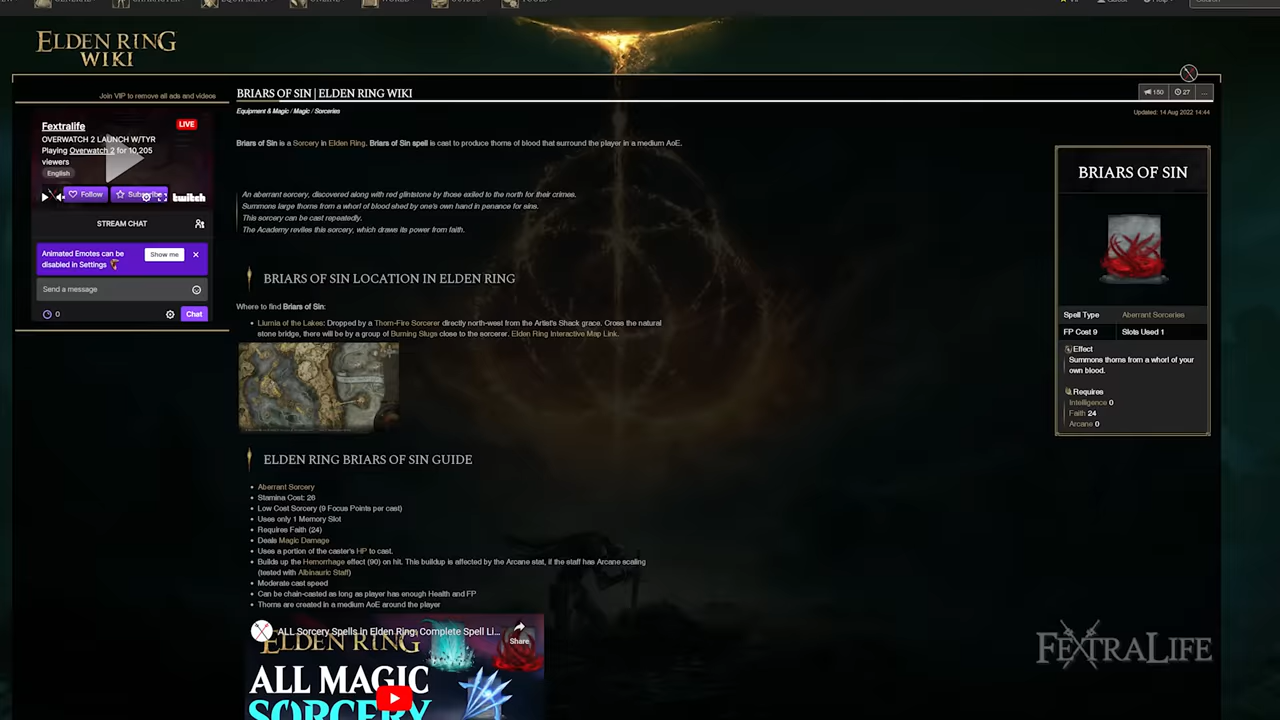 GENERAL
CHARACTER
EQUIPMENT
ONLINE
WORLD
GUIDES
TOOLS
ELDEN RING
WIKI
Join VIP to remove all ads and videos
Fextralife
LIVE
OVERWATCH 2 LAUNCH W/TYR
Playing Overwatch 2 for 10,205
viewers
English
Follow
Subscribe
twitch
STREAM CHAT
Animated Emotes can be
disabled in Settings
Show me
Send a message
0
Chat
BRIARS OF SIN | ELDEN RING WIKI
150
27
...
Equipment & Magic / Magic / Sorceries
Updated: 14 Aug 2022 14:44
Briars of Sin is a Sorcery in Elden Ring. Briars of Sin spell is cast to produce thorns of blood that surround the player in a medium AoE.
An aberrant sorcery, discovered along with red glintstone by those exiled to the north for their crimes.
Summons large thorns from a whorl of blood shed by one's own hand in penance for sins.
This sorcery can be cast repeatedly.
The Academy reviles this sorcery, which draws its power from faith.
BRIARS OF SIN LOCATION IN ELDEN RING
Where to find Briars of Sin:
Liurnia of the Lakes: Dropped by a Thorn-Fire Sorcerer directly north-west from the Artist's Shack grace. Cross the natural
stone bridge, there will be by a group of Burning Slugs close to the sorcerer. Elden Ring Interactive Map Link.
ELDEN RING BRIARS OF SIN GUIDE
Aberrant Sorcery
Stamina Cost: 26
Low Cost Sorcery (9 Focus Points per cast)
Uses only 1 Memory Slot
Requires Faith (24)
Deals Magic Damage
Uses a portion of the caster's HP to cast.
Builds up the Hemorrhage effect (90) on hit. This buildup is affected by the Arcane stat, if the staff has Arcane scaling
(tested with Albinauric Staff)
Moderate cast speed
Can be chain-casted as long as player has enough Health and FP
Thorns are created in a medium AoE around the player
ALL Sorcery Spells in Elden Ring: Complete Spell Li...
Share
ELDEN RING
ALL MAGIC
SORCERY
BRIARS OF SIN
Spell Type Aberrant Sorceries
FP Cost 9 Slots Used 1
Effect
Summons thorns from a whorl of your
own blood.
Requires
Intelligence 0
Faith 24
Arcane 0
FEXTRALIFE